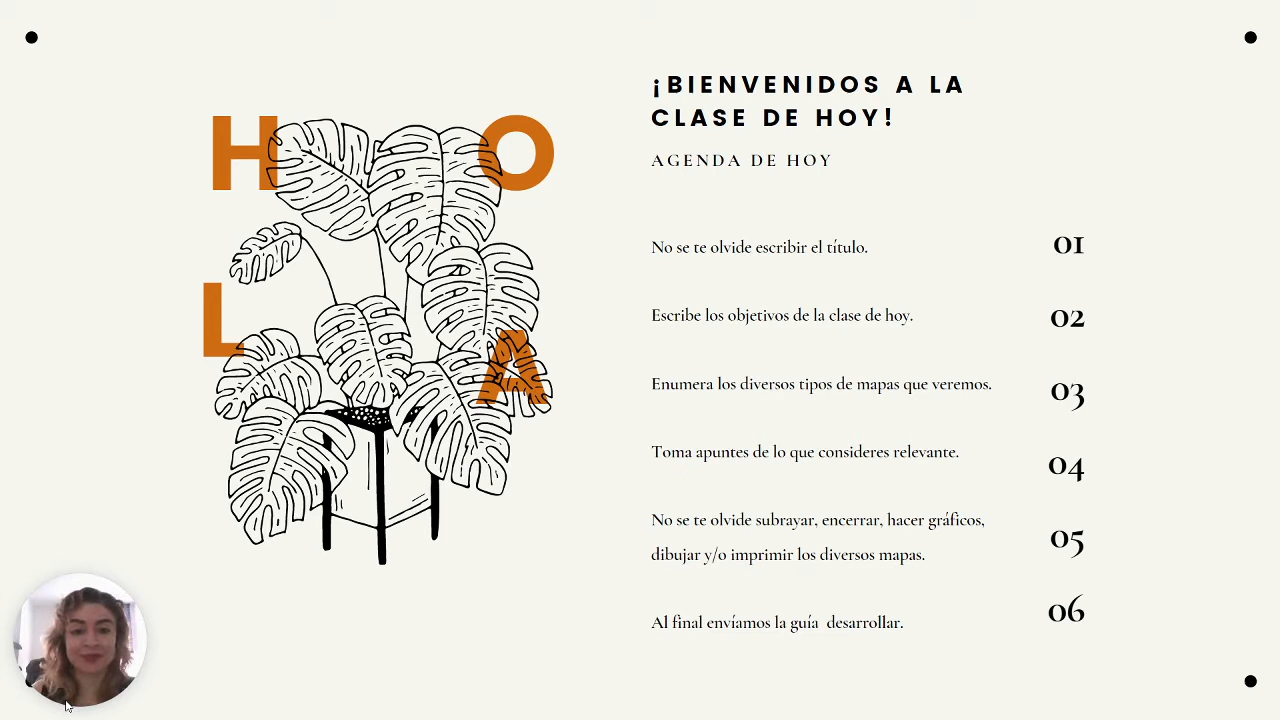 H O
L A
¡BIENVENIDOS A LA
CLASE DE HOY!
AGENDA DE HOY
No se te olvide escribir el título. 01
Escribe los objetivos de la clase de hoy. 02
Enumera los diversos tipos de mapas que veremos. 03
Toma apuntes de lo que consideres relevante. 04
No se te olvide subrayar, encerrar, hacer gráficos,
dibujar y/o imprimir los diversos mapas. 05
Al final envíamos la guía desarrollar. 06